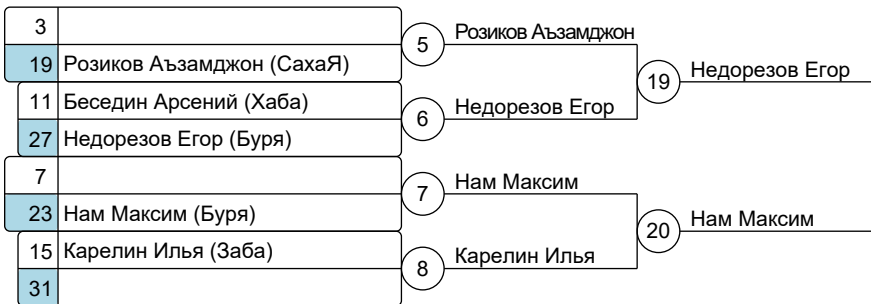 3
19 Розиков Аъзамджон (СахаЯ)
11 Беседин Арсений (Хаба)
27 Недорезов Егор (Буря)
7
23 Нам Максим (Буря)
15 Карелин Илья (Заба)
31
5 Розиков Аъзамджон
6 Недорезов Егор
7 Нам Максим
8 Карелин Илья
19 Недорезов Егор
20 Нам Максим